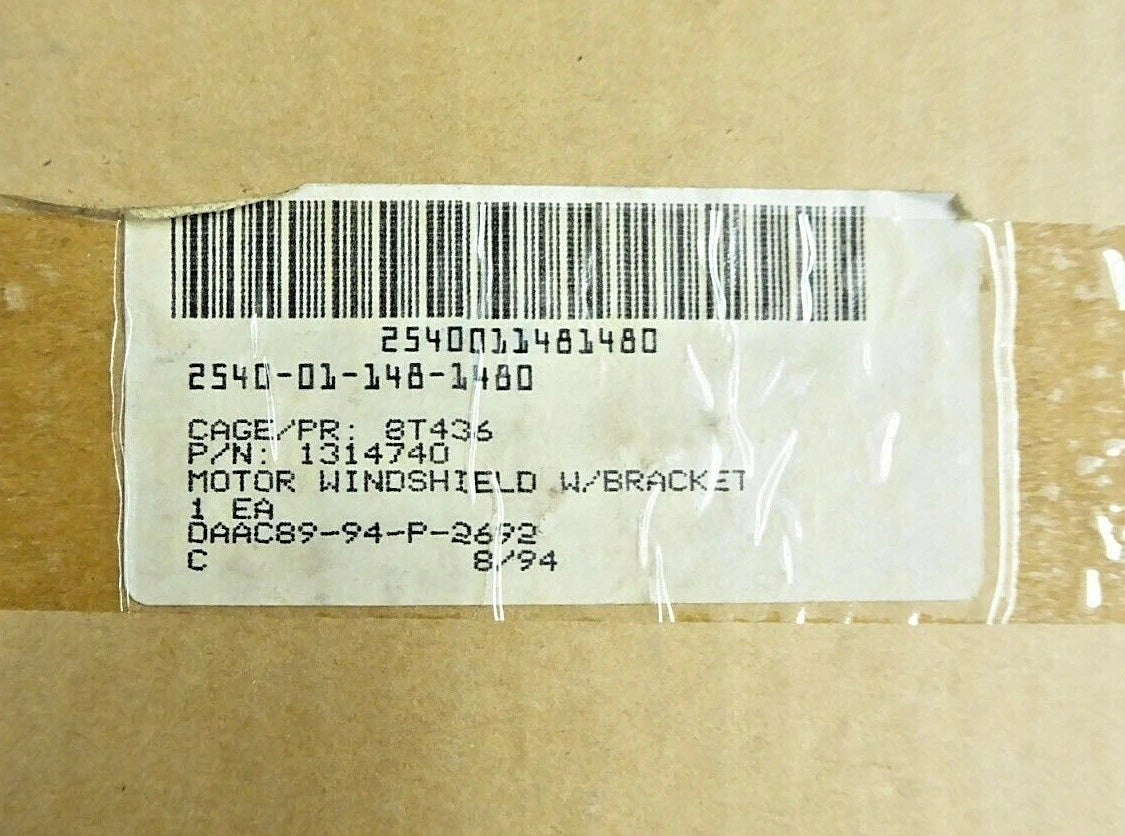 2540011481480
2540-01-148-1480
CAGE/PR: 8T436
P/N: 1314740
MOTOR WINDSHIELD W/BRACKET
1 EA
DAAC89-94-P-2692
C 8/94